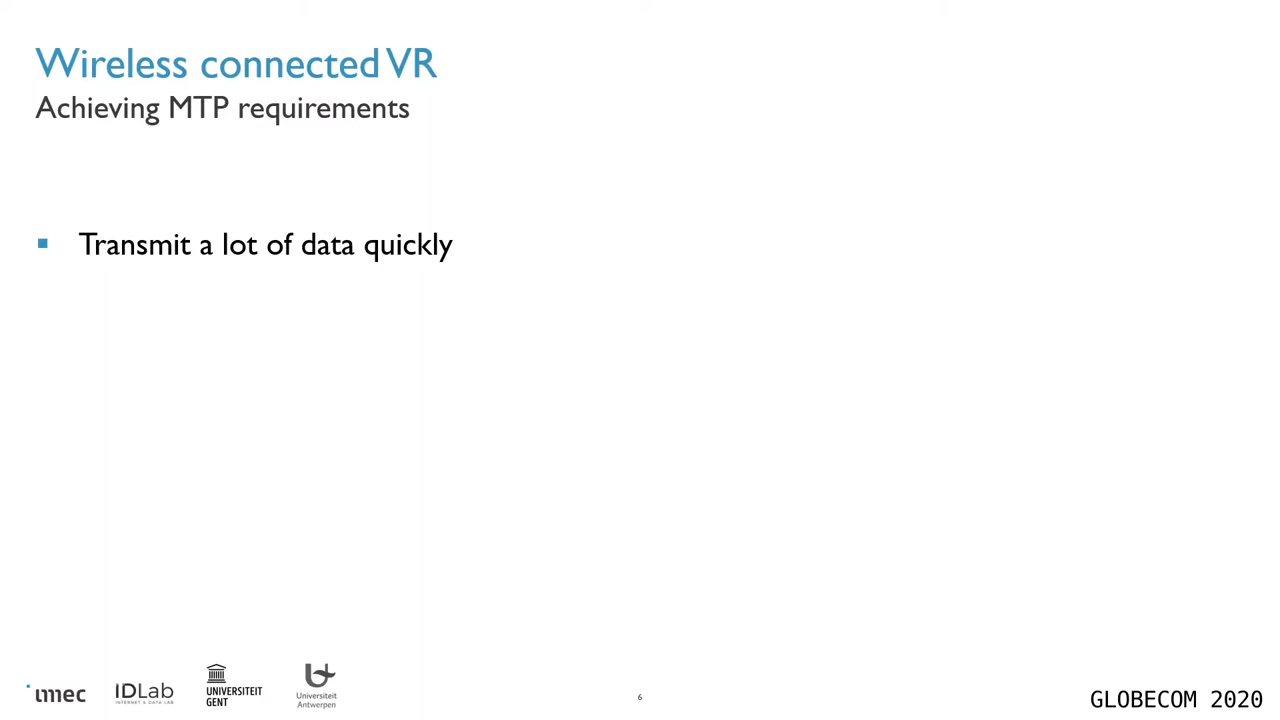 Wireless connected VR
Achieving MTP requirements
Transmit a lot of data quickly
imec
IDLab
INTERNET & DATA LAB
UNIVERSITEIT
GENT
Universiteit
Antwerpen
6
GLOBECOM 2020